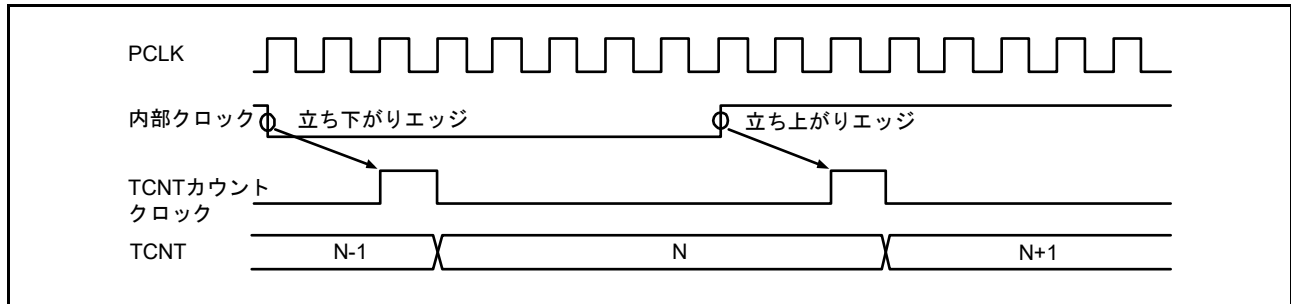 PCLK
内部クロック
立ち下がりエッジ
立ち上がりエッジ
TCNTカウント
クロック
TCNT
N-1
N
N+1